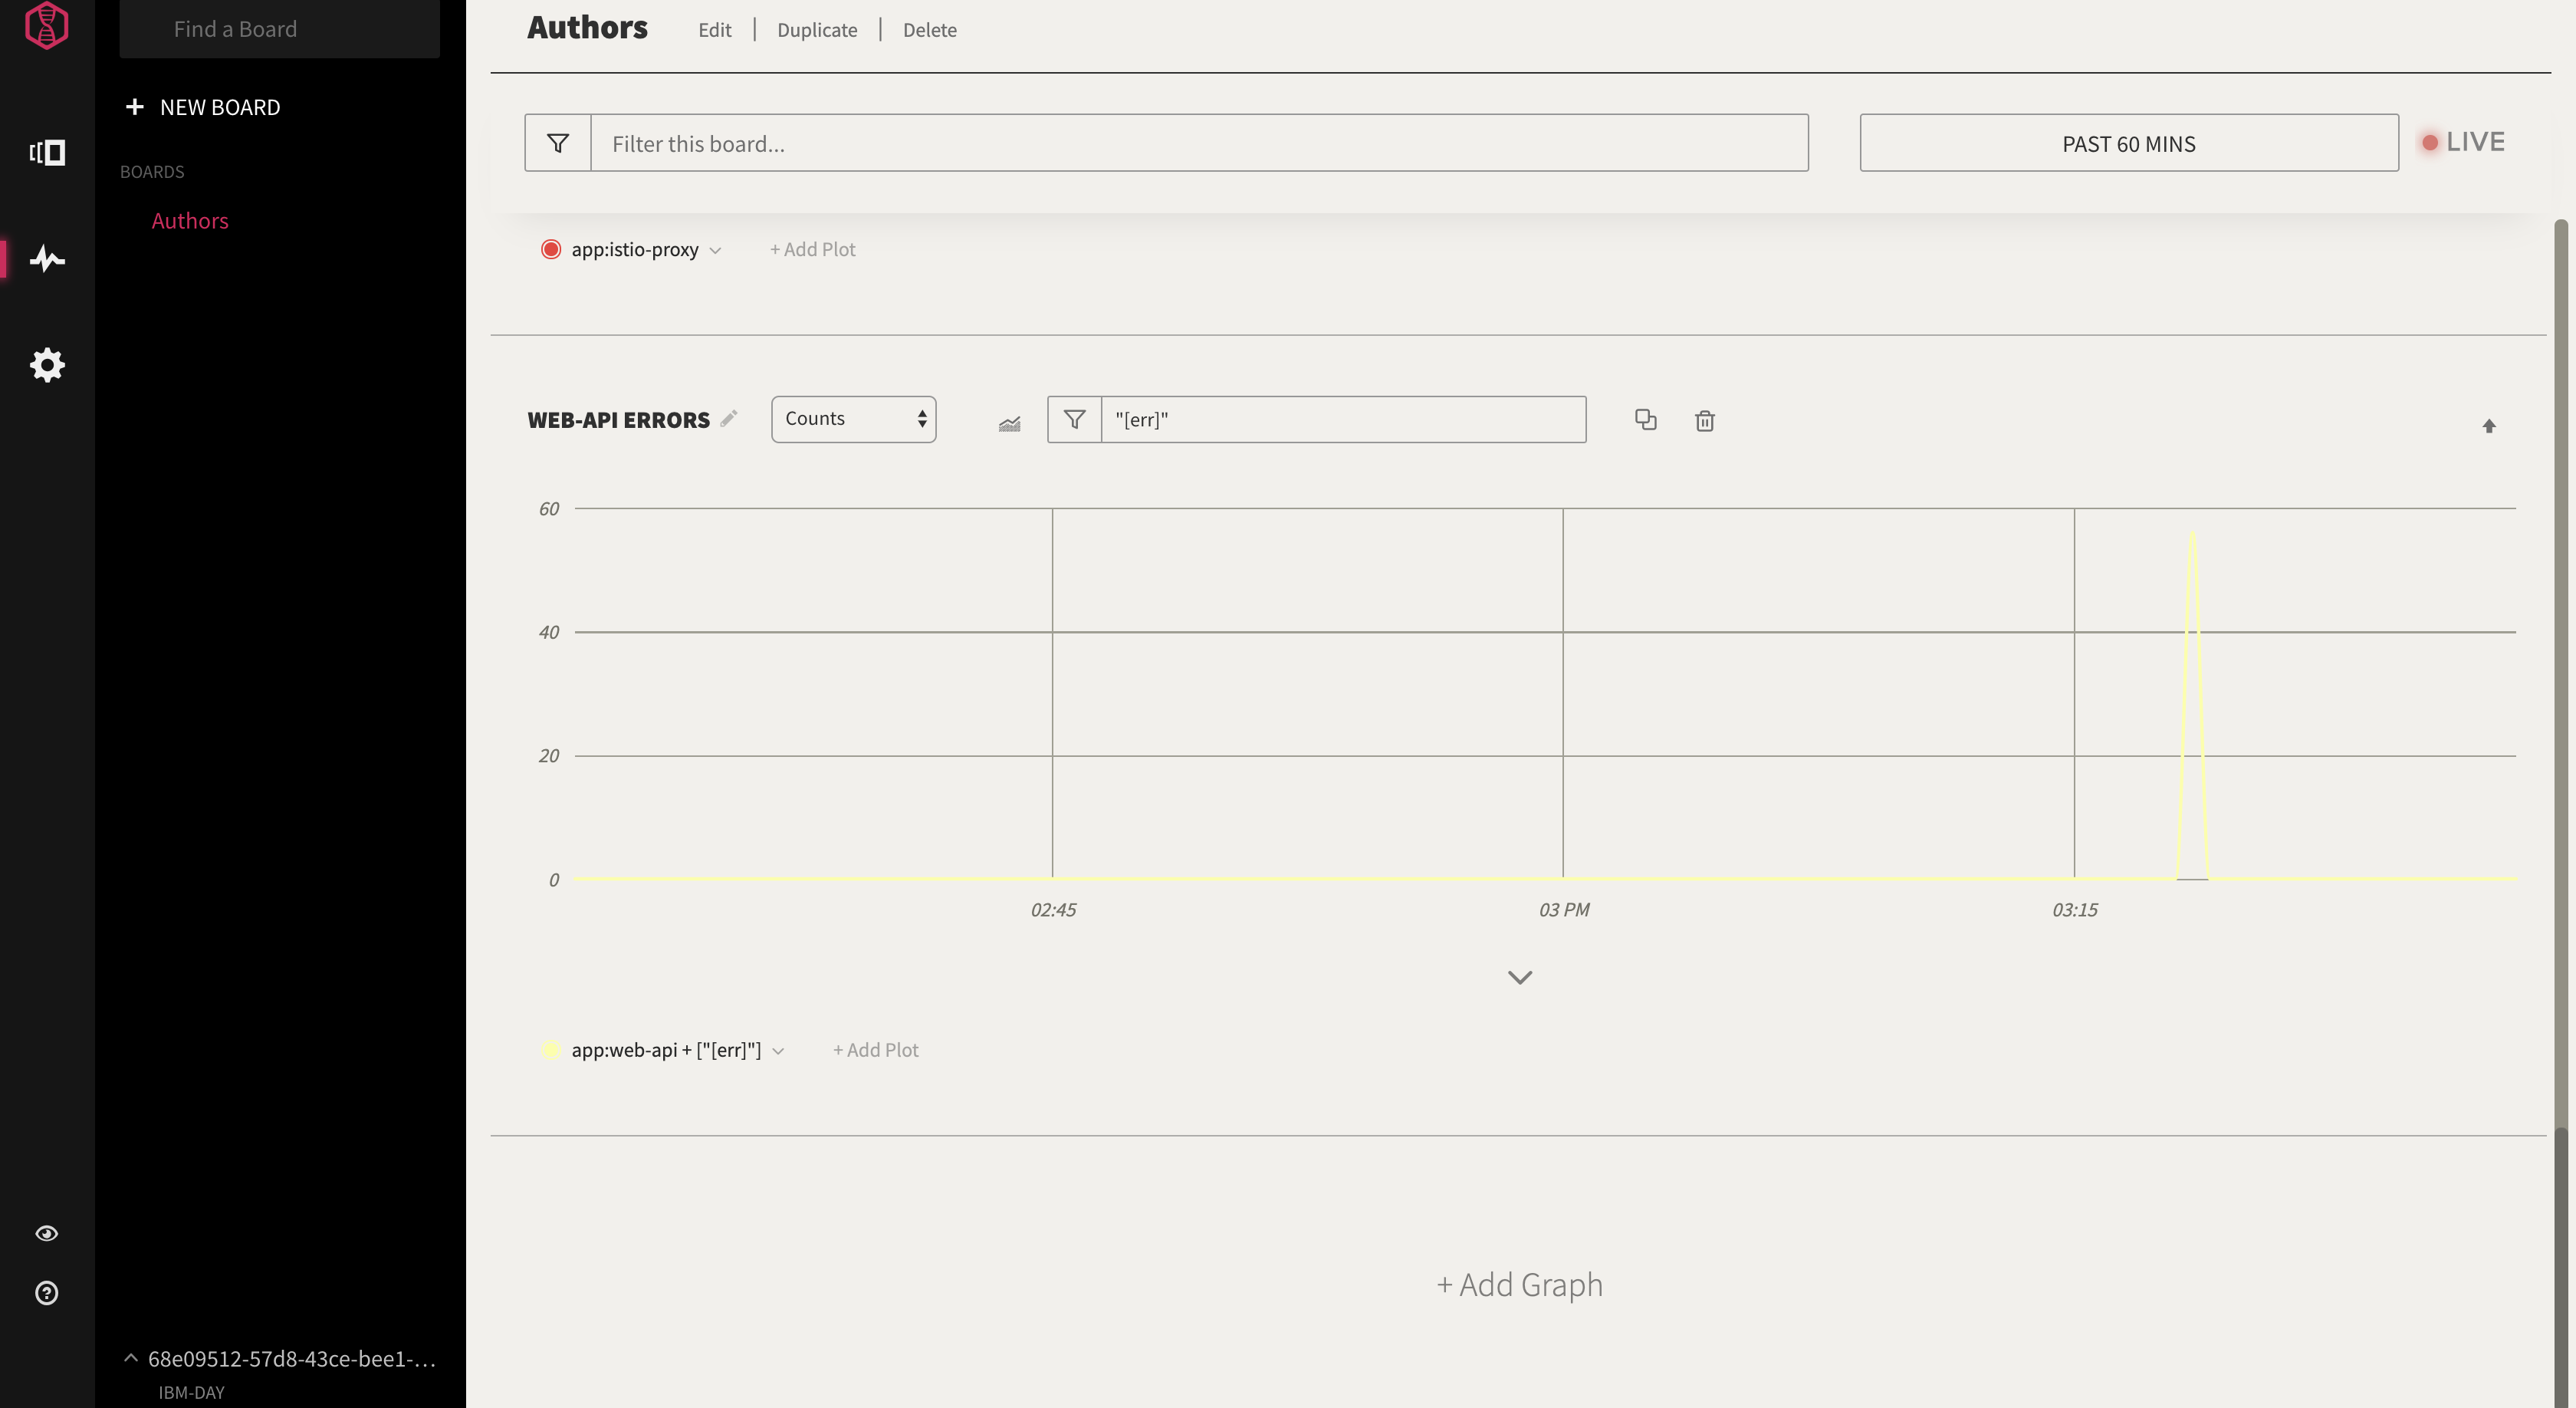 Find a Board
+ NEW BOARD
BOARDS
Authors
68e09512-57d8-43ce-bee1-...
IBM-DAY
Authors Edit | Duplicate | Delete
Filter this board... PAST 60 MINS LIVE
app:istio-proxy + Add Plot
WEB-API ERRORS Counts "[err]"
60
40
20
0
02:45 03 PM 03:15
app:web-api + ["[err]"] + Add Plot
+ Add Graph